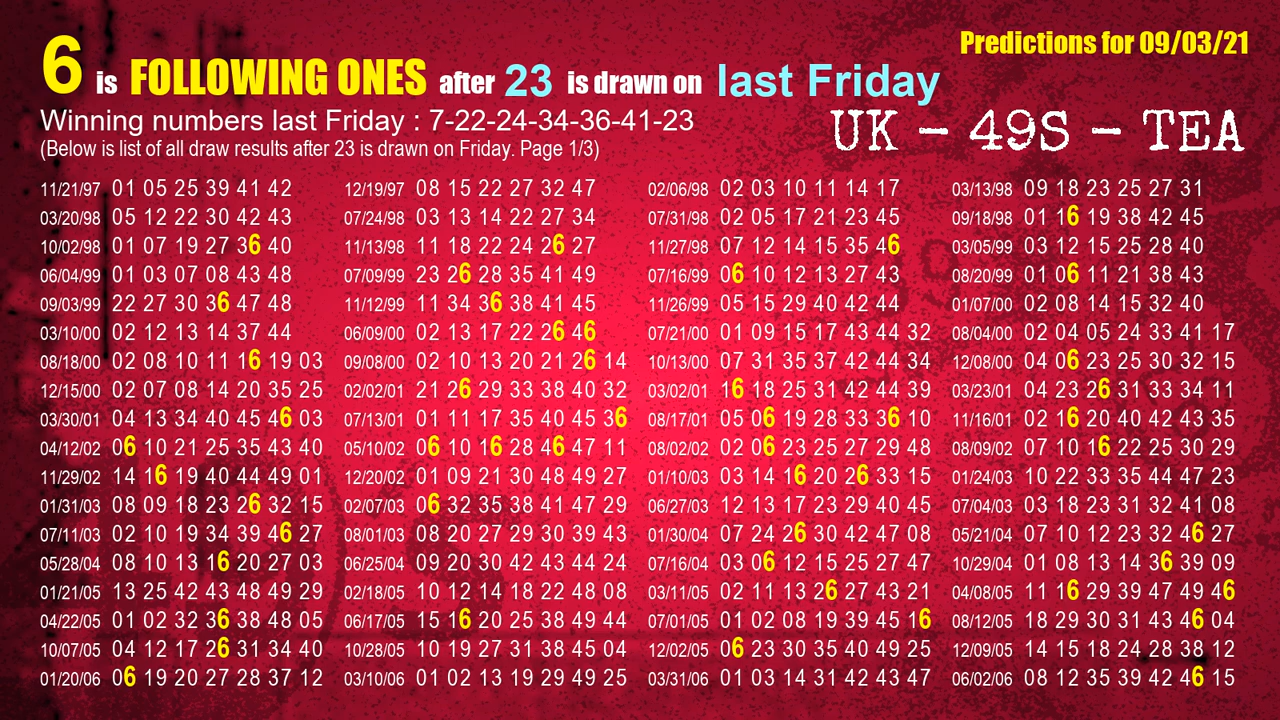 Predictions for 09/03/21
6 is FOLLOWING ONES after 23 is drawn on last Friday
Winning numbers last Friday : 7-22-24-34-36-41-23
UK - 49S - TEA
(Below is list of all draw results after 23 is drawn on Friday. Page 1/3)
11/21/97 01 05 25 39 41 42 12/19/97 08 15 22 27 32 47 02/06/98 02 03 10 11 14 17 03/13/98 09 18 23 25 27 31
03/20/98 05 12 22 30 42 43 07/24/98 03 13 14 22 27 34 07/31/98 02 05 17 21 23 45 09/18/98 01 16 19 38 42 45
10/02/98 01 07 19 27 36 40 11/13/98 11 18 22 24 26 27 11/27/98 07 12 14 15 35 46 03/05/99 03 12 15 25 28 40
06/04/99 01 03 07 08 43 48 07/09/99 23 26 28 35 41 49 07/16/99 06 10 12 13 27 43 08/20/99 01 06 11 21 38 43
09/03/99 22 27 30 36 47 48 11/12/99 11 34 36 38 41 45 11/26/99 05 15 29 40 42 44 01/07/00 02 08 14 15 32 40
03/10/00 02 12 13 14 37 44 06/09/00 02 13 17 22 26 46 07/21/00 01 09 15 17 43 44 32 08/04/00 02 04 05 24 33 41 17
08/18/00 02 08 10 11 16 19 03 09/08/00 02 10 13 20 21 26 14 10/13/00 07 31 35 37 42 44 34 12/08/00 04 06 23 25 30 32 15
12/15/00 02 07 08 14 20 35 25 02/02/01 21 26 29 33 38 40 32 03/02/01 16 18 25 31 42 44 39 03/23/01 04 23 26 31 33 34 11
03/30/01 04 13 34 40 45 46 03 07/13/01 01 11 17 35 40 45 36 08/17/01 05 06 19 28 33 36 10 11/16/01 02 16 20 40 42 43 35
04/12/02 06 10 21 25 35 43 40 05/10/02 06 10 16 28 46 47 11 08/02/02 02 06 23 25 27 29 48 08/09/02 07 10 16 22 25 30 29
11/29/02 14 16 19 40 44 49 01 12/20/02 01 09 21 30 48 49 27 01/10/03 03 14 16 20 26 33 15 01/24/03 10 22 33 35 44 47 23
01/31/03 08 09 18 23 26 32 15 02/07/03 06 32 35 38 41 47 29 06/27/03 12 13 17 23 29 40 45 07/04/03 03 18 23 31 32 41 08
07/11/03 02 10 19 34 39 46 27 08/01/03 08 20 27 29 30 39 43 01/30/04 07 24 26 30 42 47 08 05/21/04 07 10 12 23 32 46 27
05/28/04 08 10 13 16 20 27 03 06/25/04 09 20 30 42 43 44 24 07/16/04 03 06 12 15 25 27 47 10/29/04 01 08 13 14 36 39 09
01/21/05 13 25 42 43 48 49 29 02/18/05 10 12 14 18 22 48 08 03/11/05 02 11 13 26 27 43 21 04/08/05 11 16 29 39 47 49 46
04/22/05 01 02 32 36 38 48 05 06/17/05 15 16 20 25 38 49 44 07/01/05 01 02 08 19 39 45 16 08/12/05 18 29 30 31 43 46 04
10/07/05 04 12 17 26 31 34 40 10/28/05 10 19 27 31 44 45 21 12/02/05 06 23 30 35 40 49 25 12/09/05 14 15 18 24 28 38 12
01/20/06 06 19 20 27 28 37 12 03/10/06 01 02 13 19 29 49 25 03/31/06 01 03 14 31 42 43 47 06/02/06 08 12 35 39 42 46 15